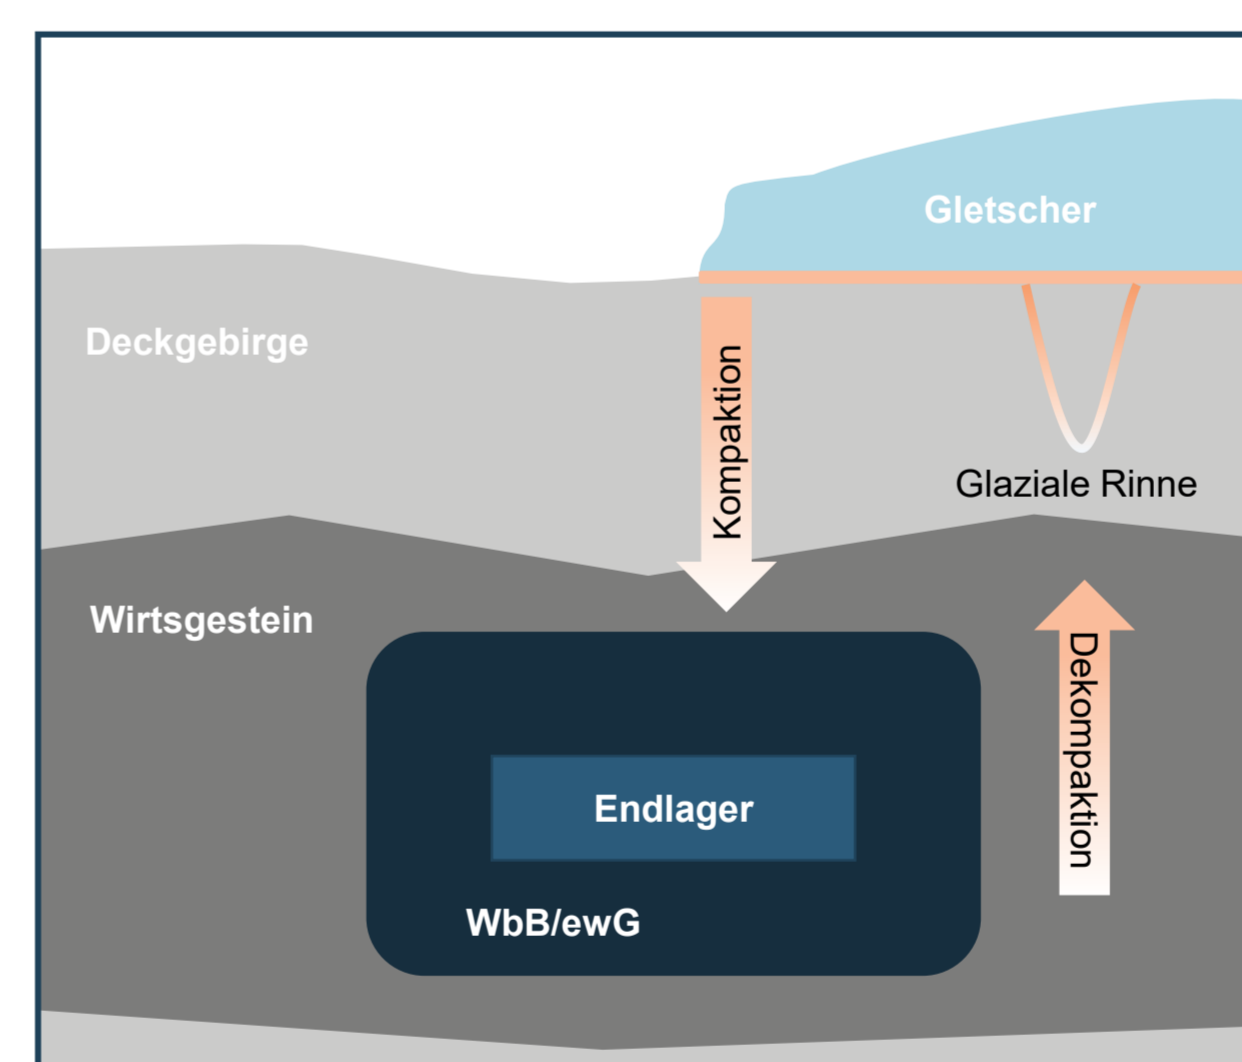 Gletscher
Deckgebirge
Kompaktion
Glaziale Rinne
Wirtsgestein
Dekompaktion
Endlager
WbB/ewG